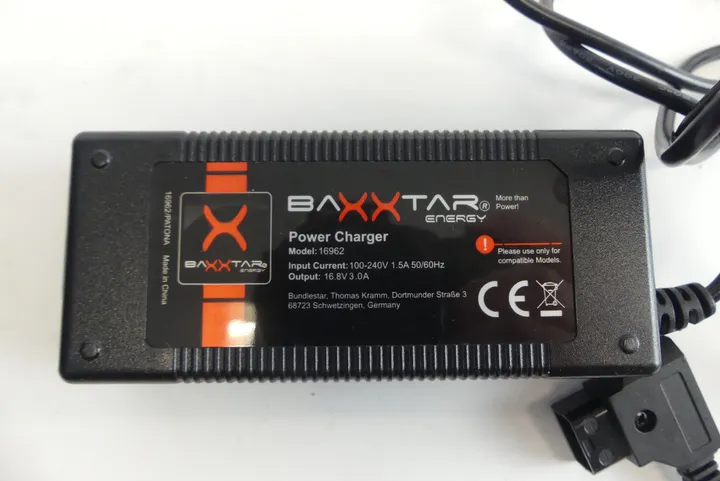 16962/PATONA Made in China
BAXXTAR®
ENERGY
BAXXTAR®
ENERGY
More than
Power!
Power Charger
Model: 16962
Input Current: 100-240V 1.5A 50/60Hz
Output: 16.8V 3.0A
! Please use only for
compatible Models.
Bundlestar, Thomas Kramm, Dortmunder Straße 3
68723 Schwetzingen, Germany
CE